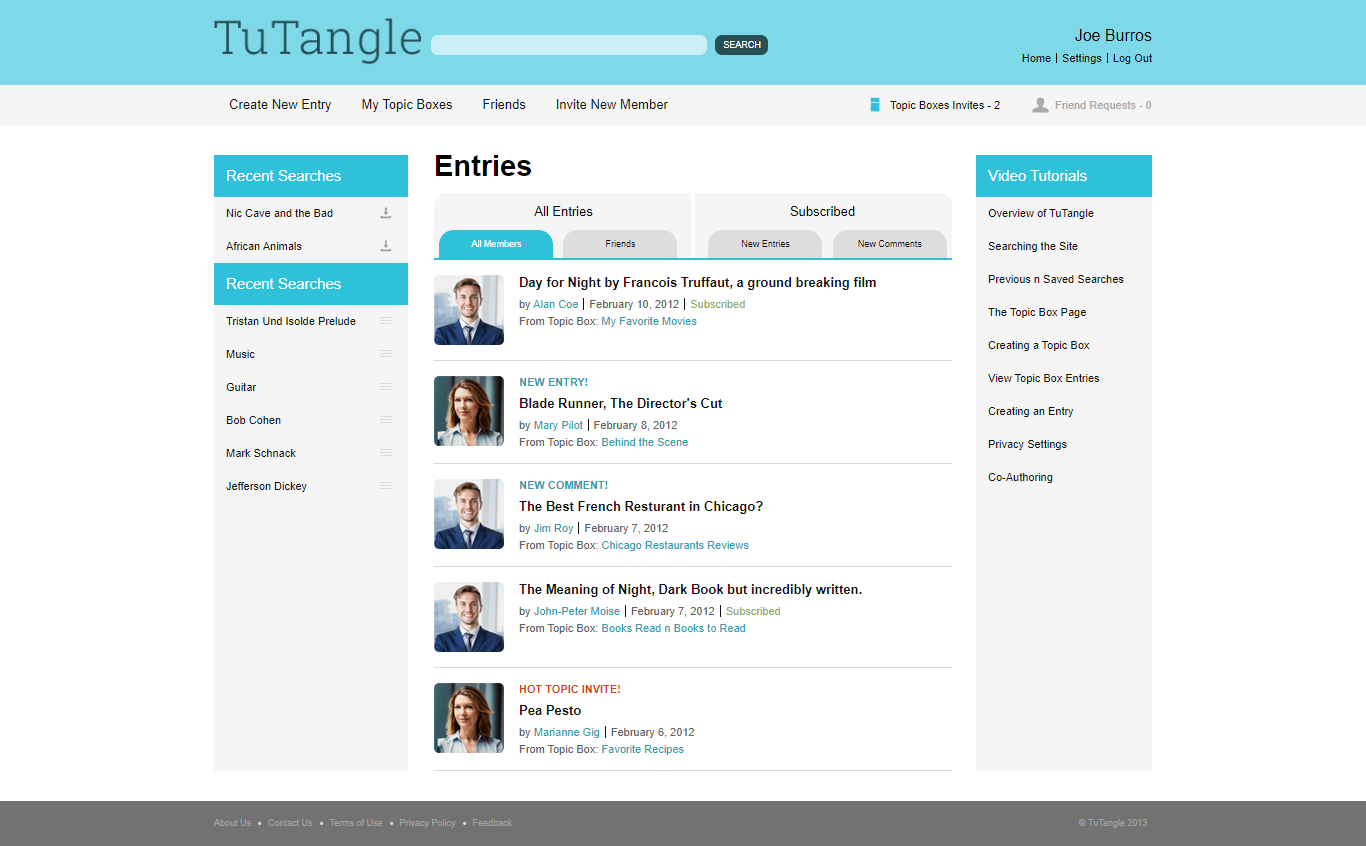 TuTangle
SEARCH
Joe Burros
Home | Settings | Log Out
Create New Entry
My Topic Boxes
Friends
Invite New Member
Topic Boxes Invites - 2
Friend Requests - 0
Recent Searches
Nic Cave and the Bad
African Animals
Recent Searches
Tristan Und Isolde Prelude
Music
Guitar
Bob Cohen
Mark Schnack
Jefferson Dickey
Entries
All Entries
Subscribed
All Members
Friends
New Entries
New Comments
Day for Night by Francois Truffaut, a ground breaking film
by Alan Coe | February 10, 2012 | Subscribed
From Topic Box: My Favorite Movies
NEW ENTRY!
Blade Runner, The Director's Cut
by Mary Pilot | February 8, 2012
From Topic Box: Behind the Scene
NEW COMMENT!
The Best French Resturant in Chicago?
by Jim Roy | February 7, 2012
From Topic Box: Chicago Restaurants Reviews
The Meaning of Night, Dark Book but incredibly written.
by John-Peter Moise | February 7, 2012 | Subscribed
From Topic Box: Books Read n Books to Read
HOT TOPIC INVITE!
Pea Pesto
by Marianne Gig | February 6, 2012
From Topic Box: Favorite Recipes
Video Tutorials
Overview of TuTangle
Searching the Site
Previous n Saved Searches
The Topic Box Page
Creating a Topic Box
View Topic Box Entries
Creating an Entry
Privacy Settings
Co-Authoring
About Us • Contact Us • Terms of Use • Privacy Policy • Feedback
© TuTangle 2013